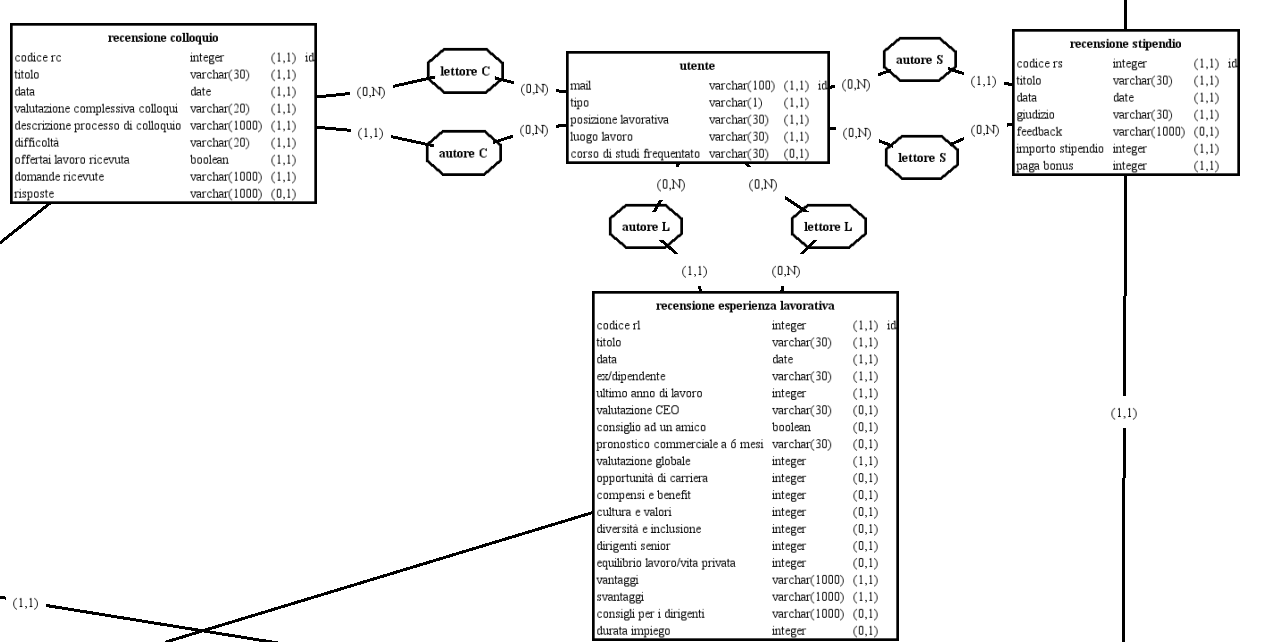 recensione colloquio
codice rc integer (1,1) id
titolo varchar(30) (1,1)
data date (1,1)
valutazione complessiva colloqui varchar(20) (1,1)
descrizione processo di colloquio varchar(1000) (1,1)
difficoltà varchar(20) (1,1)
offertai lavoro ricevuta boolean (1,1)
domande ricevute varchar(1000) (1,1)
risposte varchar(1000) (0,1)
(0,N)
lettore C
(0,N)
(1,1)
autore C
(0,N)
utente
mail varchar(100) (1,1) id
tipo varchar(1) (1,1)
posizione lavorativa varchar(30) (1,1)
luogo lavoro varchar(30) (1,1)
corso di studi frequentato varchar(30) (0,1)
(0,N)
autore S
(1,1)
(0,N)
lettore S
(0,N)
recensione stipendio
codice rs integer (1,1) id
titolo varchar(30) (1,1)
data date (1,1)
giudizio varchar(30) (1,1)
feedback varchar(1000) (0,1)
importo stipendio integer (1,1)
paga bonus integer (1,1)
(0,N)
autore L
(1,1)
(0,N)
lettore L
(0,N)
recensione esperienza lavorativa
codice rl integer (1,1) id
titolo varchar(30) (1,1)
data date (1,1)
ex/dipendente varchar(30) (1,1)
ultimo anno di lavoro integer (1,1)
valutazione CEO varchar(30) (0,1)
consiglio ad un amico boolean (0,1)
pronostico commerciale a 6 mesi varchar(30) (0,1)
valutazione globale integer (1,1)
opportunità di carriera integer (0,1)
compensi e benefit integer (0,1)
cultura e valori integer (0,1)
diversità e inclusione integer (0,1)
dirigenti senior integer (0,1)
equilibrio lavoro/vita privata integer (0,1)
vantaggi varchar(1000) (1,1)
svantaggi varchar(1000) (1,1)
consigli per i dirigenti varchar(1000) (0,1)
durata impiego integer (0,1)
(1,1)
(1,1)